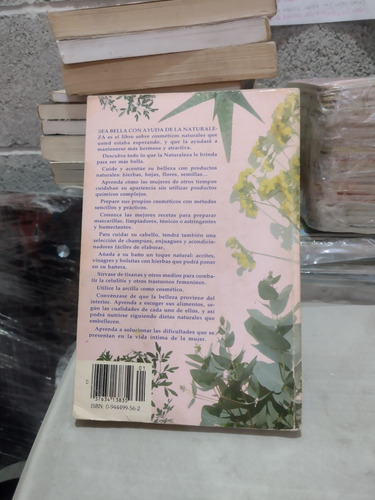 SEA BELLA CON AYUDA DE LA NATURALE-
ZA es el libro sobre cosméticos naturales que
usted estaba esperando, y que la ayudará a
mantenerse más hermosa y atractiva.
Descubra todo lo que la Naturaleza le brinda
para ser más bella.
Cuide y acentúe su belleza con productos
naturales: hierbas, hojas, flores, semillas...
Aprenda cómo las mujeres de otros tiempos
cuidaban su apariencia sin utilizar productos
químicos complejos.
Prepare sus propios cosméticos con métodos
sencillos y prácticos.
Conozca las mejores recetas para preparar
mascarillas, limpiadores, tónicos o astringentes y
humectantes.
Para cuidar su cabello, tendrá también una
selección de champúes, enjuagues y acondicio-
nadores fáciles de elaborar.
Añada a su baño un toque natural: aceites,
vinagres y bolsitas con hierbas que podrá poner
en su bañera.
Sírvase de tisanas y otros medios para comba-
tir la celulitis y otros trastornos femeninos.
Utilice la arcilla como cosmético.
Convénzase de que la belleza proviene del
interior. Aprenda a escoger sus alimentos, se-
gún las cualidades de cada uno de ellos, y así
podrá nutrirse siguiendo dietas naturales que
embellecen.
Aprenda a solucionar las dificultades que se
presentan en la vida íntima de la mujer.
01
0
37634 13835
ISBN: 0-944499-56-2